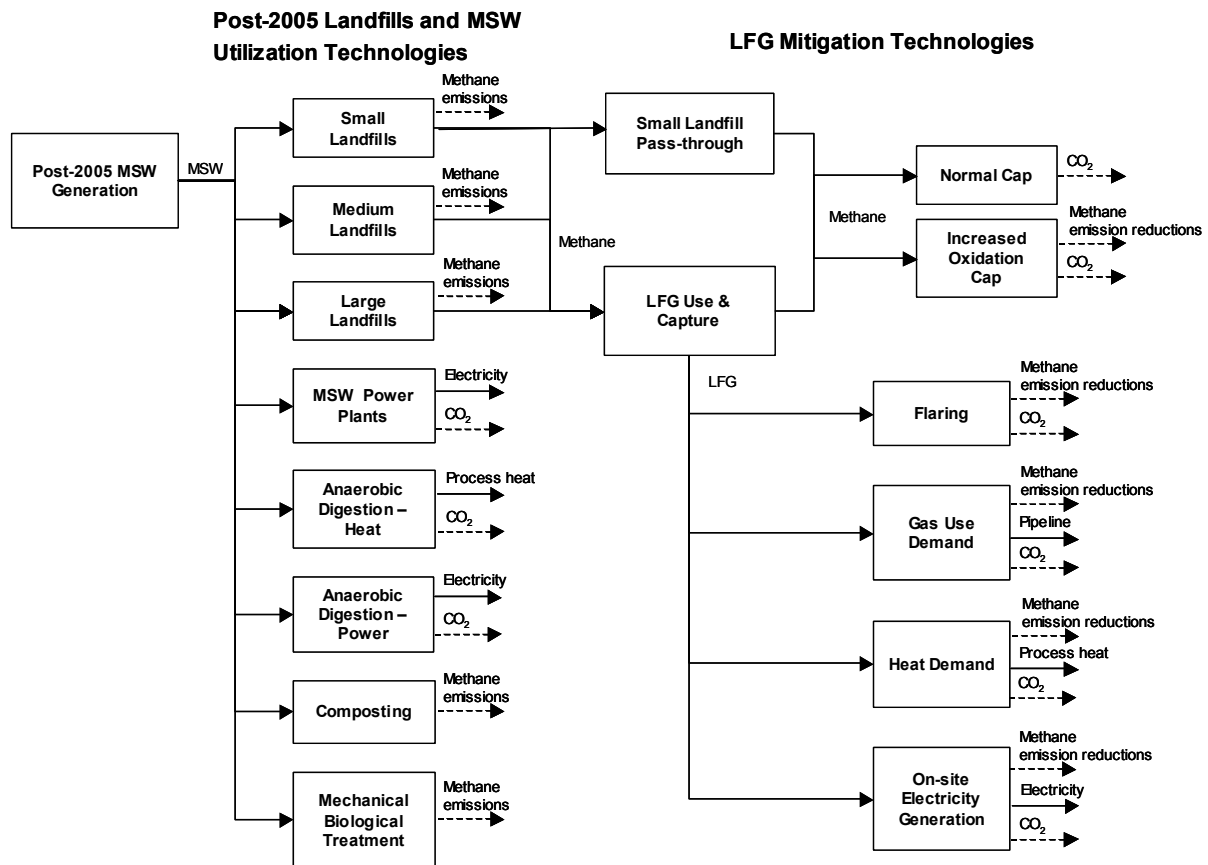 Post-2005 Landfills and MSW
Utilization Technologies
LFG Mitigation Technologies
Post-2005 MSW
Generation
MSW
Small
Landfills
Methane
emissions
Medium
Landfills
Methane
emissions
Large
Landfills
Methane
emissions
MSW Power
Plants
Electricity
CO₂
Anaerobic
Digestion –
Heat
Process heat
CO₂
Anaerobic
Digestion –
Power
Electricity
CO₂
Composting
Methane
emissions
Mechanical
Biological
Treatment
Methane
emissions
Methane
Small Landfill
Pass-through
LFG Use &
Capture
Methane
LFG
Normal Cap
CO₂
Increased
Oxidation
Cap
Methane
emission reductions
CO₂
Flaring
Methane
emission reductions
CO₂
Gas Use
Demand
Methane
emission reductions
Pipeline
CO₂
Heat Demand
Methane
emission reductions
Process heat
CO₂
On-site
Electricity
Generation
Methane
emission reductions
Electricity
CO₂